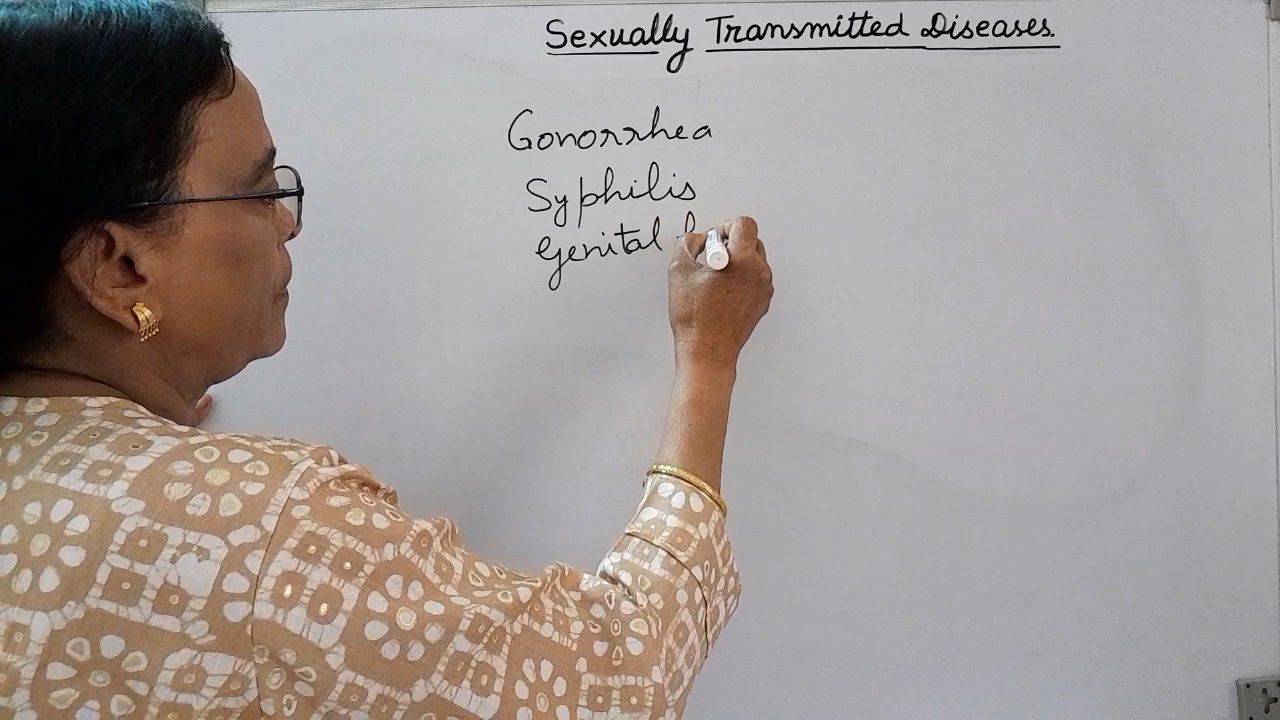 Sexually Transmitted Diseases.
Gonorrhea
Syphilis
Genital